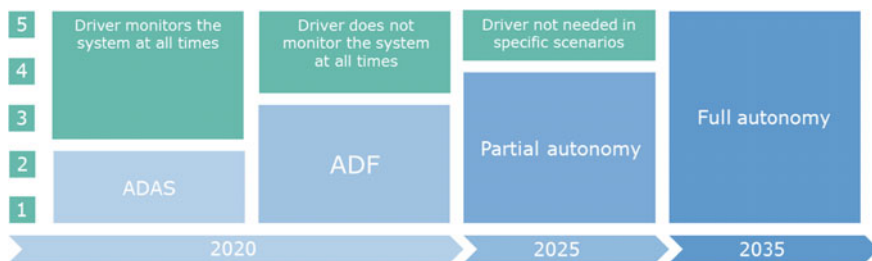 5
4
3
2
1
Driver monitors the
system at all times
ADAS
Driver does not
monitor the system
at all times
ADF
Driver not needed in
specific scenarios
Partial autonomy
Full autonomy
2020
2025
2035